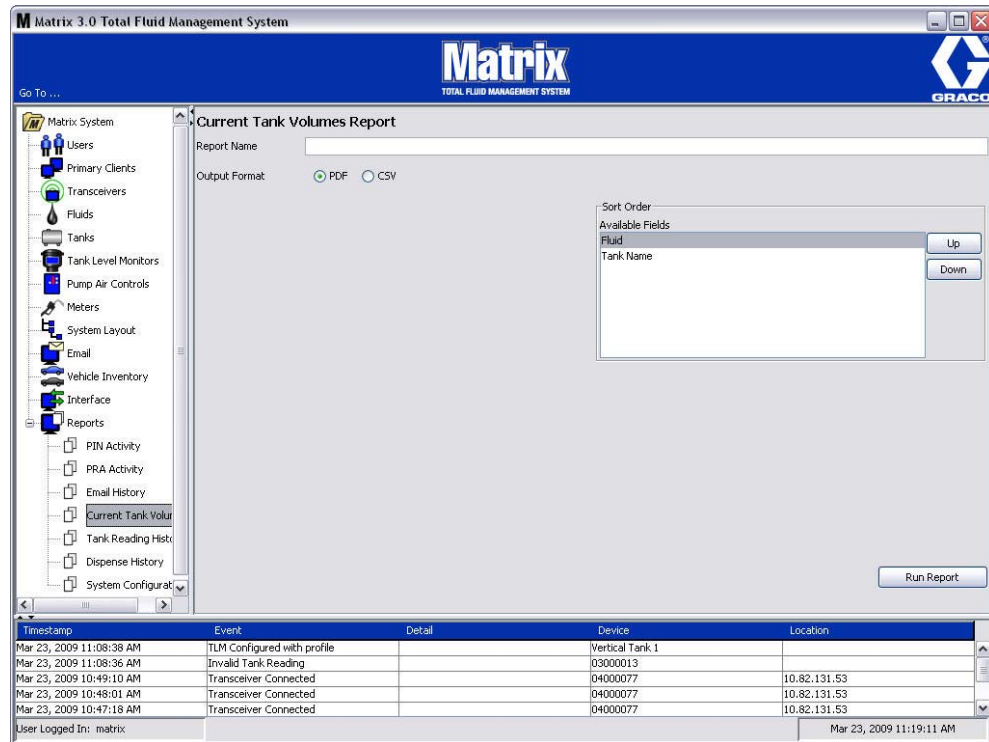 Matrix 3.0 Total Fluid Management System
Matrix
TOTAL FLUID MANAGEMENT SYSTEM
Go To ...
GRACO
Matrix System
Users
Primary Clients
Transceivers
Fluids
Tanks
Tank Level Monitors
Pump Air Controls
Meters
System Layout
Email
Vehicle Inventory
Interface
Reports
PIN Activity
PRA Activity
Email History
Current Tank Volu
Tank Reading Histo
Dispense History
System Configurat
Current Tank Volumes Report
Report Name
Output Format PDF CSV
Sort Order
Available Fields
Fluid
Tank Name
Up
Down
Run Report
Timestamp Event Detail Device Location
Mar 23, 2009 11:08:38 AM TLM Configured with profile Vertical Tank 1
Mar 23, 2009 11:08:36 AM Invalid Tank Reading 03000013
Mar 23, 2009 10:49:10 AM Transceiver Connected 04000077 10.82.131.53
Mar 23, 2009 10:48:01 AM Transceiver Connected 04000077 10.82.131.53
Mar 23, 2009 10:47:18 AM Transceiver Connected 04000077 10.82.131.53
User Logged In: matrix Mar 23, 2009 11:19:11 AM